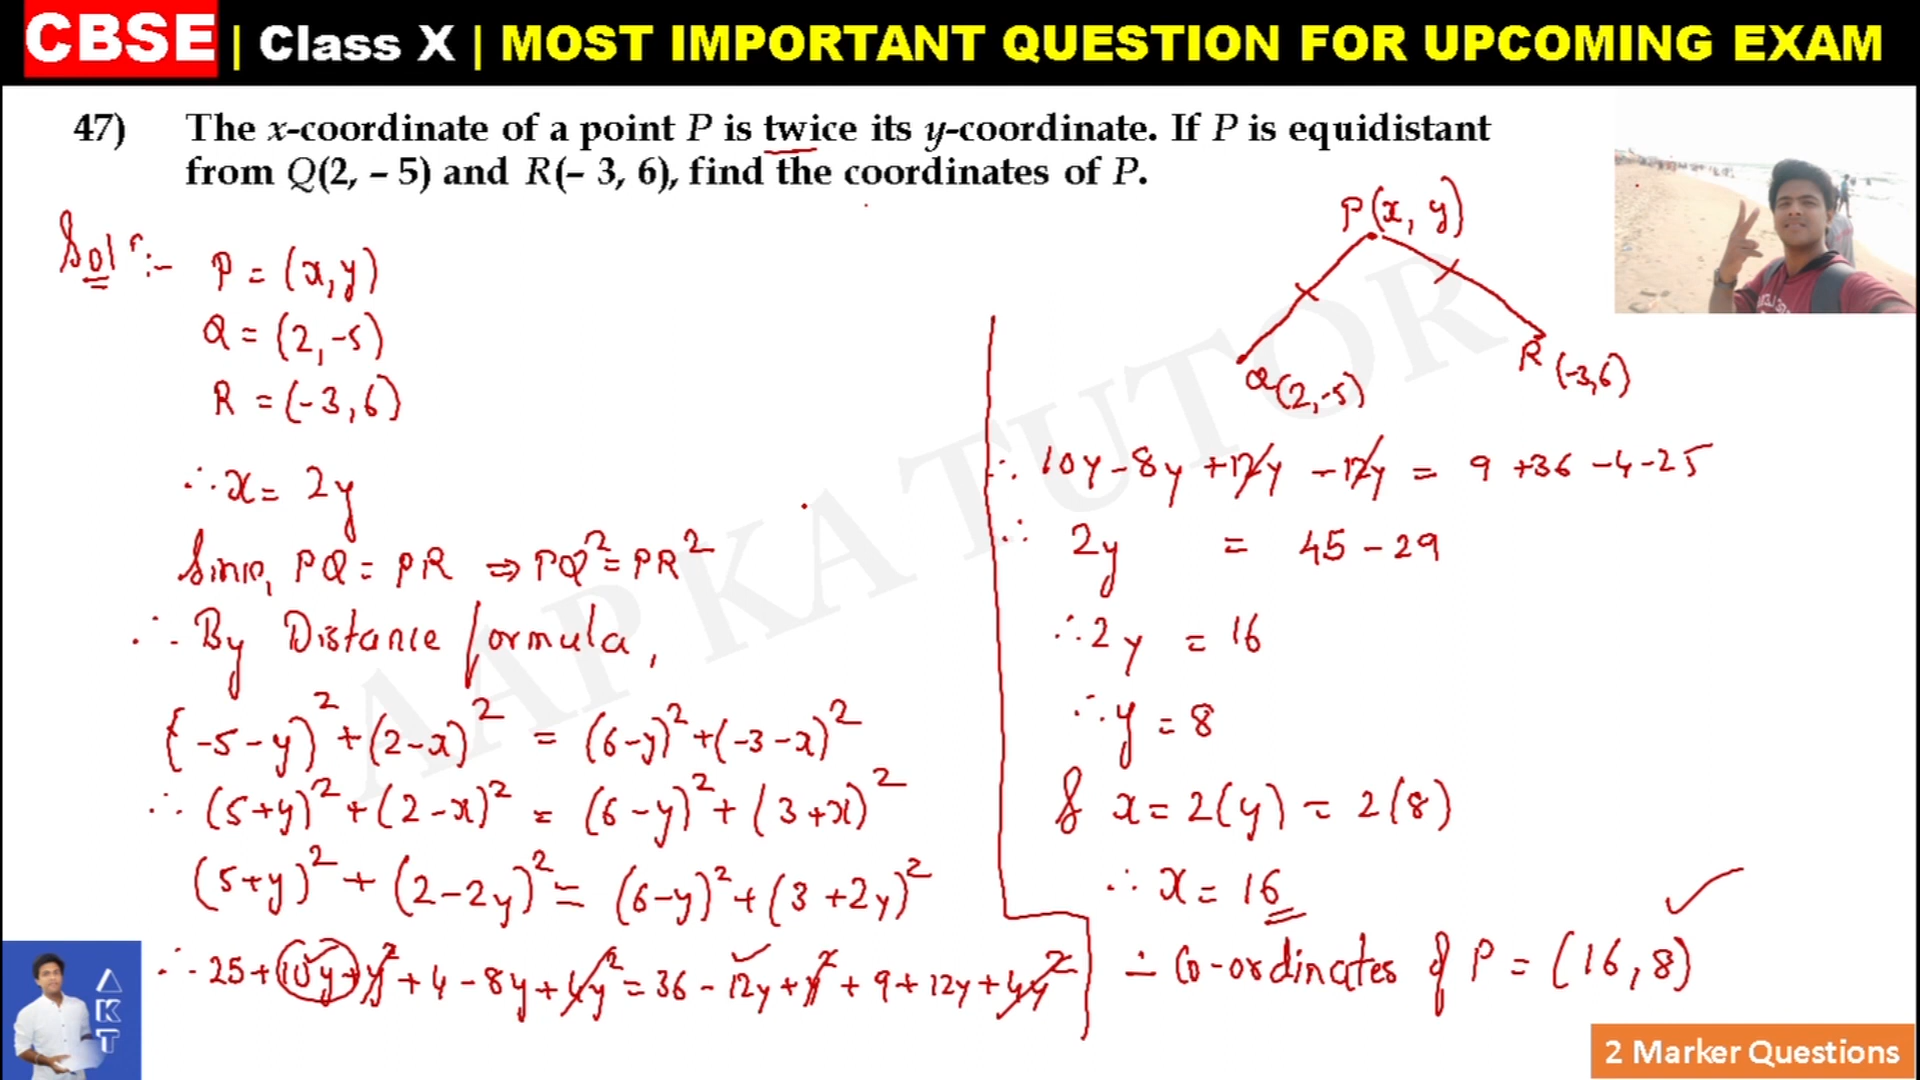 CBSE | Class X | MOST IMPORTANT QUESTION FOR UPCOMING EXAM
47) The x-coordinate of a point P is twice its y-coordinate. If P is equidistant
from Q(2, – 5) and R(– 3, 6), find the coordinates of P.
Solⁿ:-
P = (x, y)
Q = (2, -5)
R = (-3, 6)
∴ x = 2y
Since, PQ = PR ⇒ PQ² = PR²
∴ By Distance formula,
{-5 - y)² + (2 - x)² = (6 - y)² + (-3 - x)²
∴ (5 + y)² + (2 - x)² = (6 - y)² + (3 + x)²
(5 + y)² + (2 - 2y)² = (6 - y)² + (3 + 2y)²
∴ 25 + 10y + y² + 4 - 8y + 4y² = 36 - 12y + y² + 9 + 12y + 4y²
P(x, y)
Q(2, -5)
R(-3, 6)
∴ 10y - 8y + 12y - 12y = 9 + 36 - 4 - 25
∴ 2y = 45 - 29
∴ 2y = 16
∴ y = 8
& x = 2(y) = 2(8)
∴ x = 16
∴ Co-ordinates of P = (16, 8)
AAP KA TUTOR
AKT
2 Marker Questions